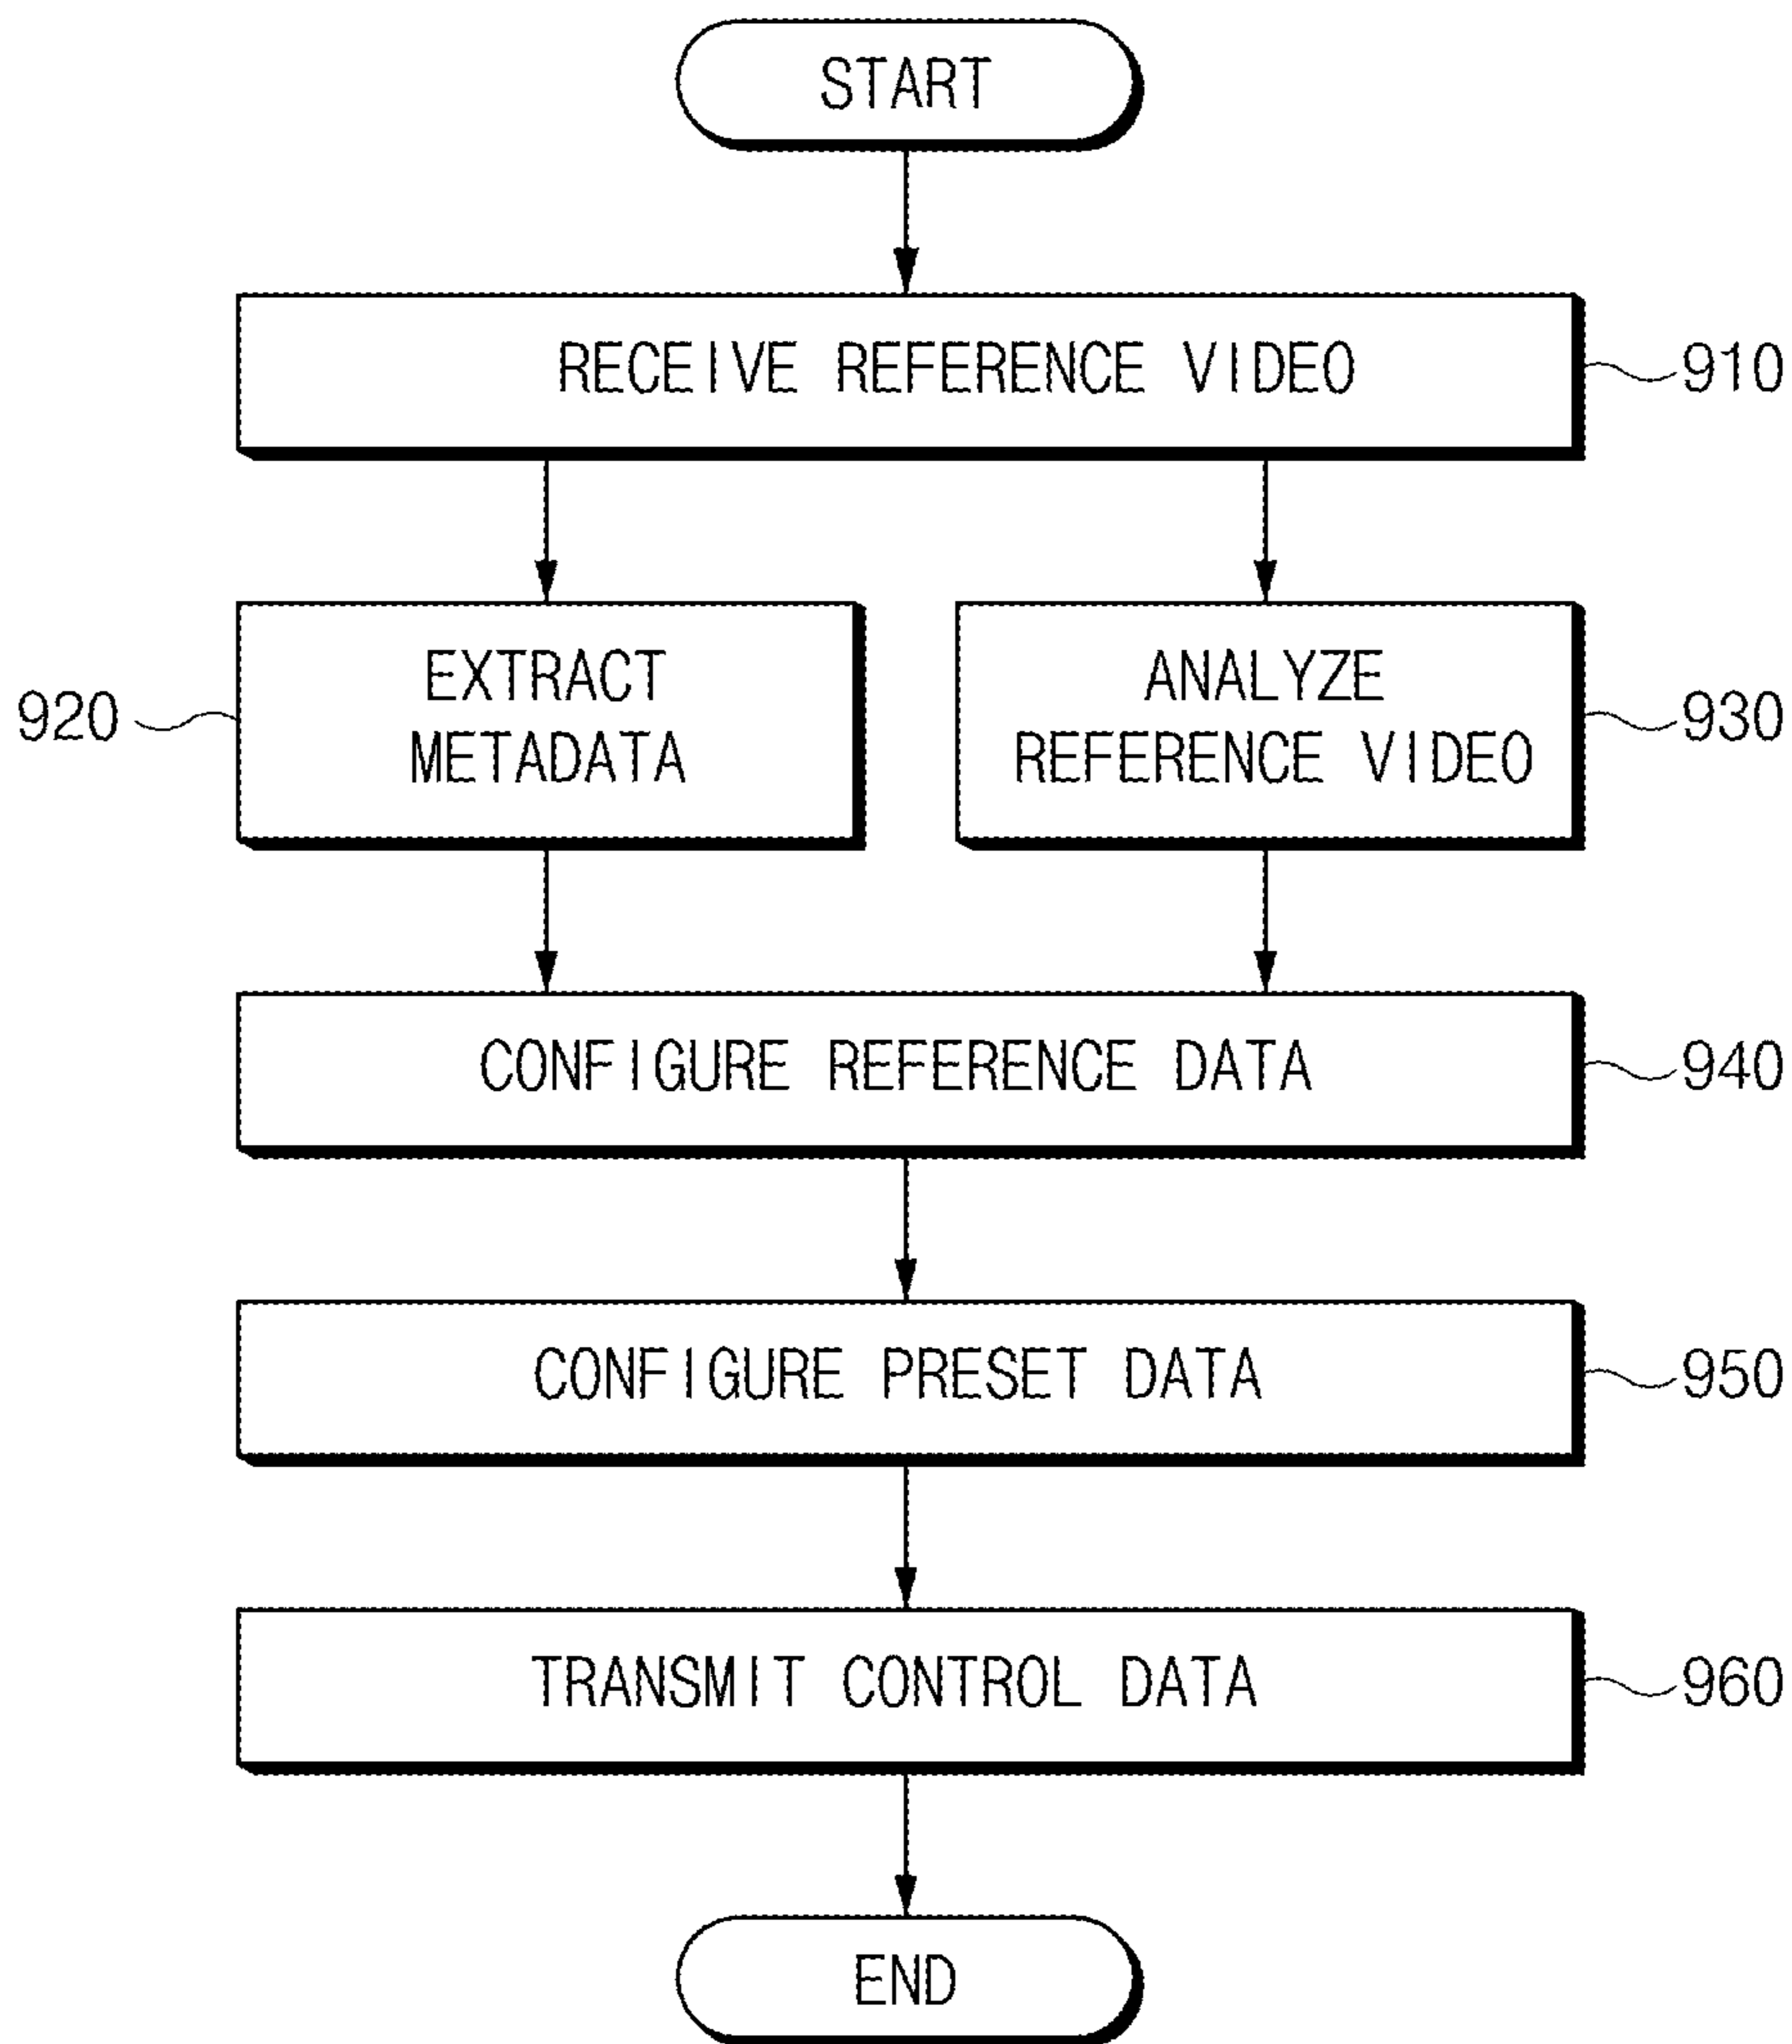 START
RECEIVE REFERENCE VIDEO
910
EXTRACT
METADATA
920
ANALYZE
REFERENCE VIDEO
930
CONFIGURE REFERENCE DATA
940
CONFIGURE PRESET DATA
950
TRANSMIT CONTROL DATA
960
END